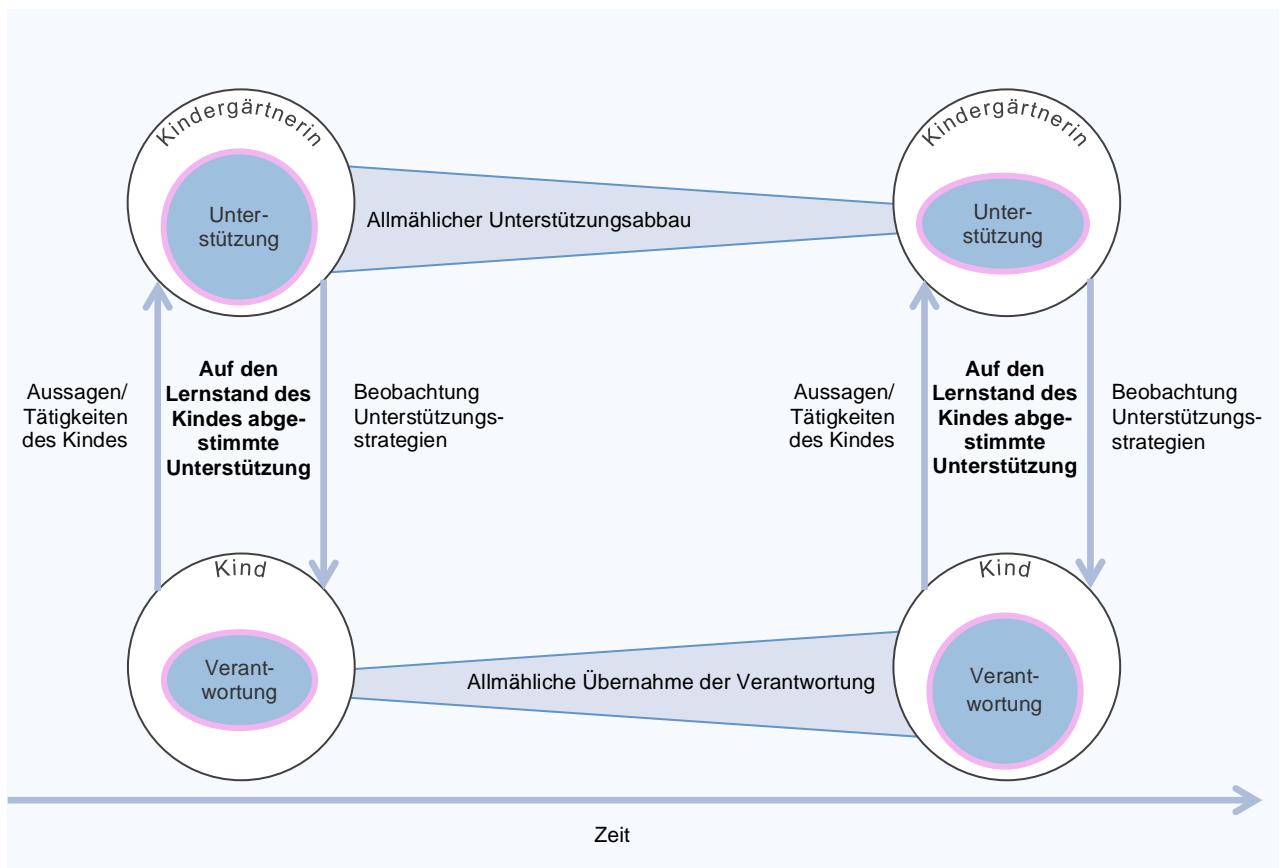 Kindergärtnerin
Unter-
stützung
Allmählicher Unterstützungsabbau
Kindergärtnerin
Unter-
stützung
Aussagen/
Tätigkeiten
des Kindes
Auf den
Lernstand des
Kindes abge-
stimmte
Unterstützung
Beobachtung
Unterstützungs-
strategien
Aussagen/
Tätigkeiten
des Kindes
Auf den
Lernstand des
Kindes abge-
stimmte
Unterstützung
Beobachtung
Unterstützungs-
strategien
Kind
Verant-
wortung
Allmähliche Übernahme der Verantwortung
Kind
Verant-
wortung
Zeit